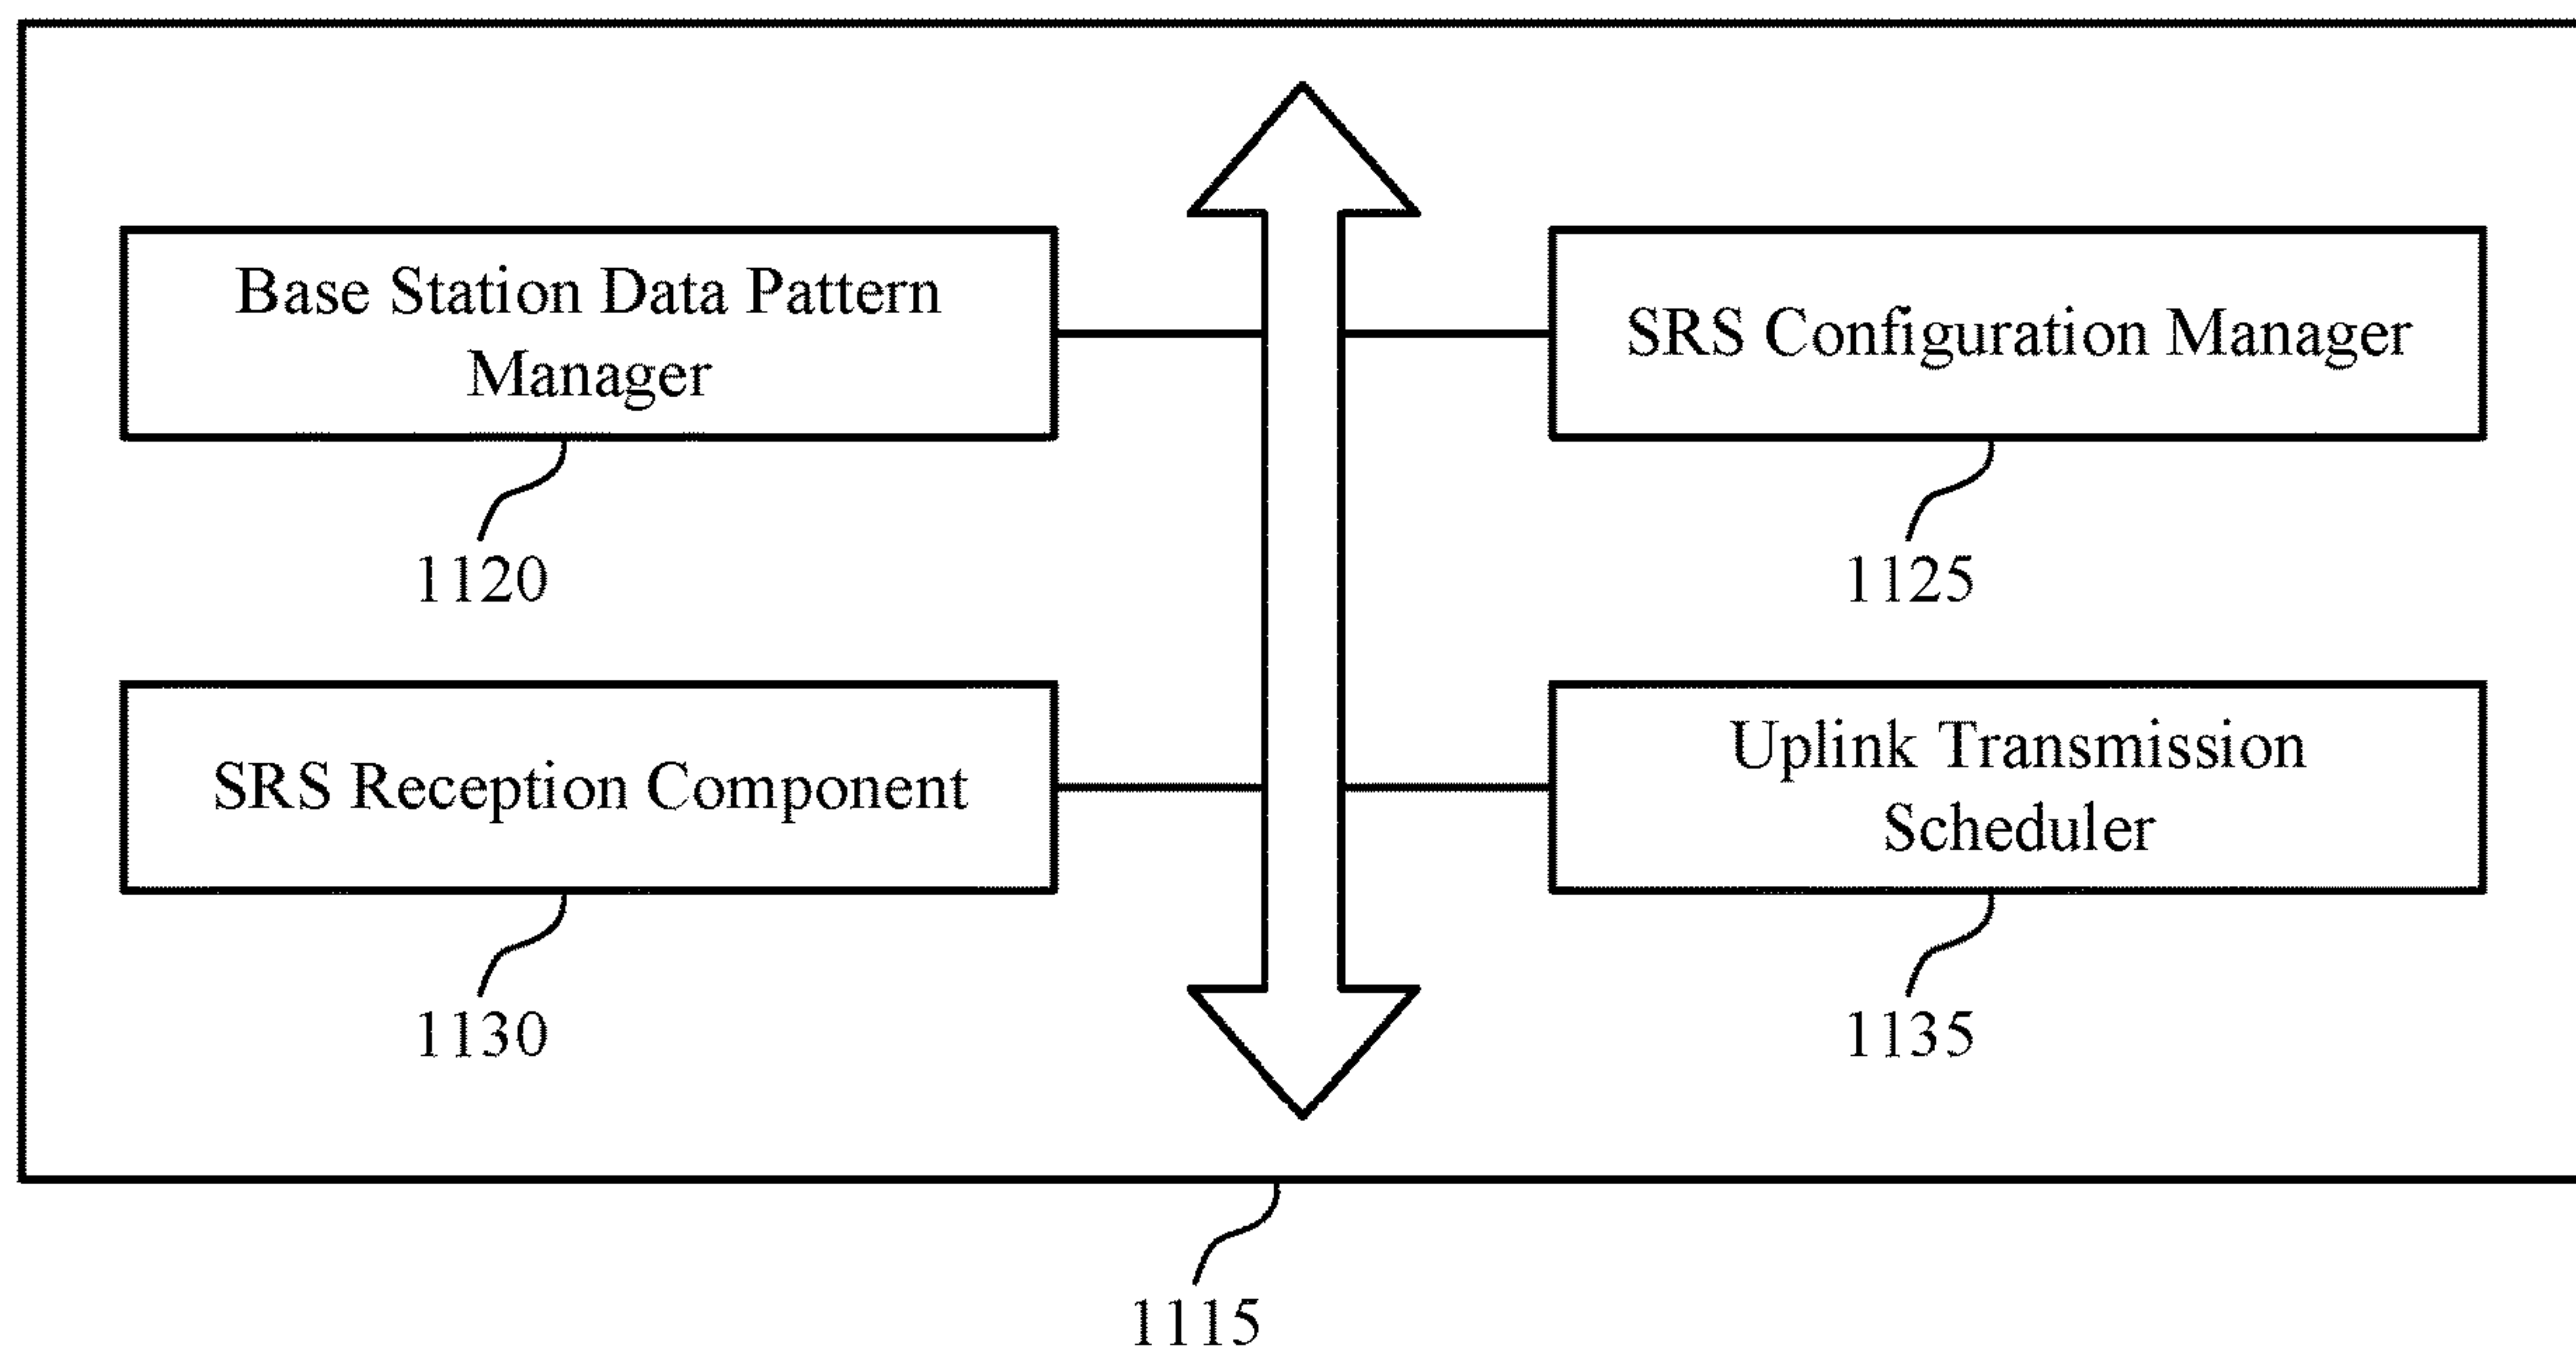 Base Station Data Pattern
Manager
1120
SRS Configuration Manager
1125
SRS Reception Component
1130
Uplink Transmission
Scheduler
1135
1115